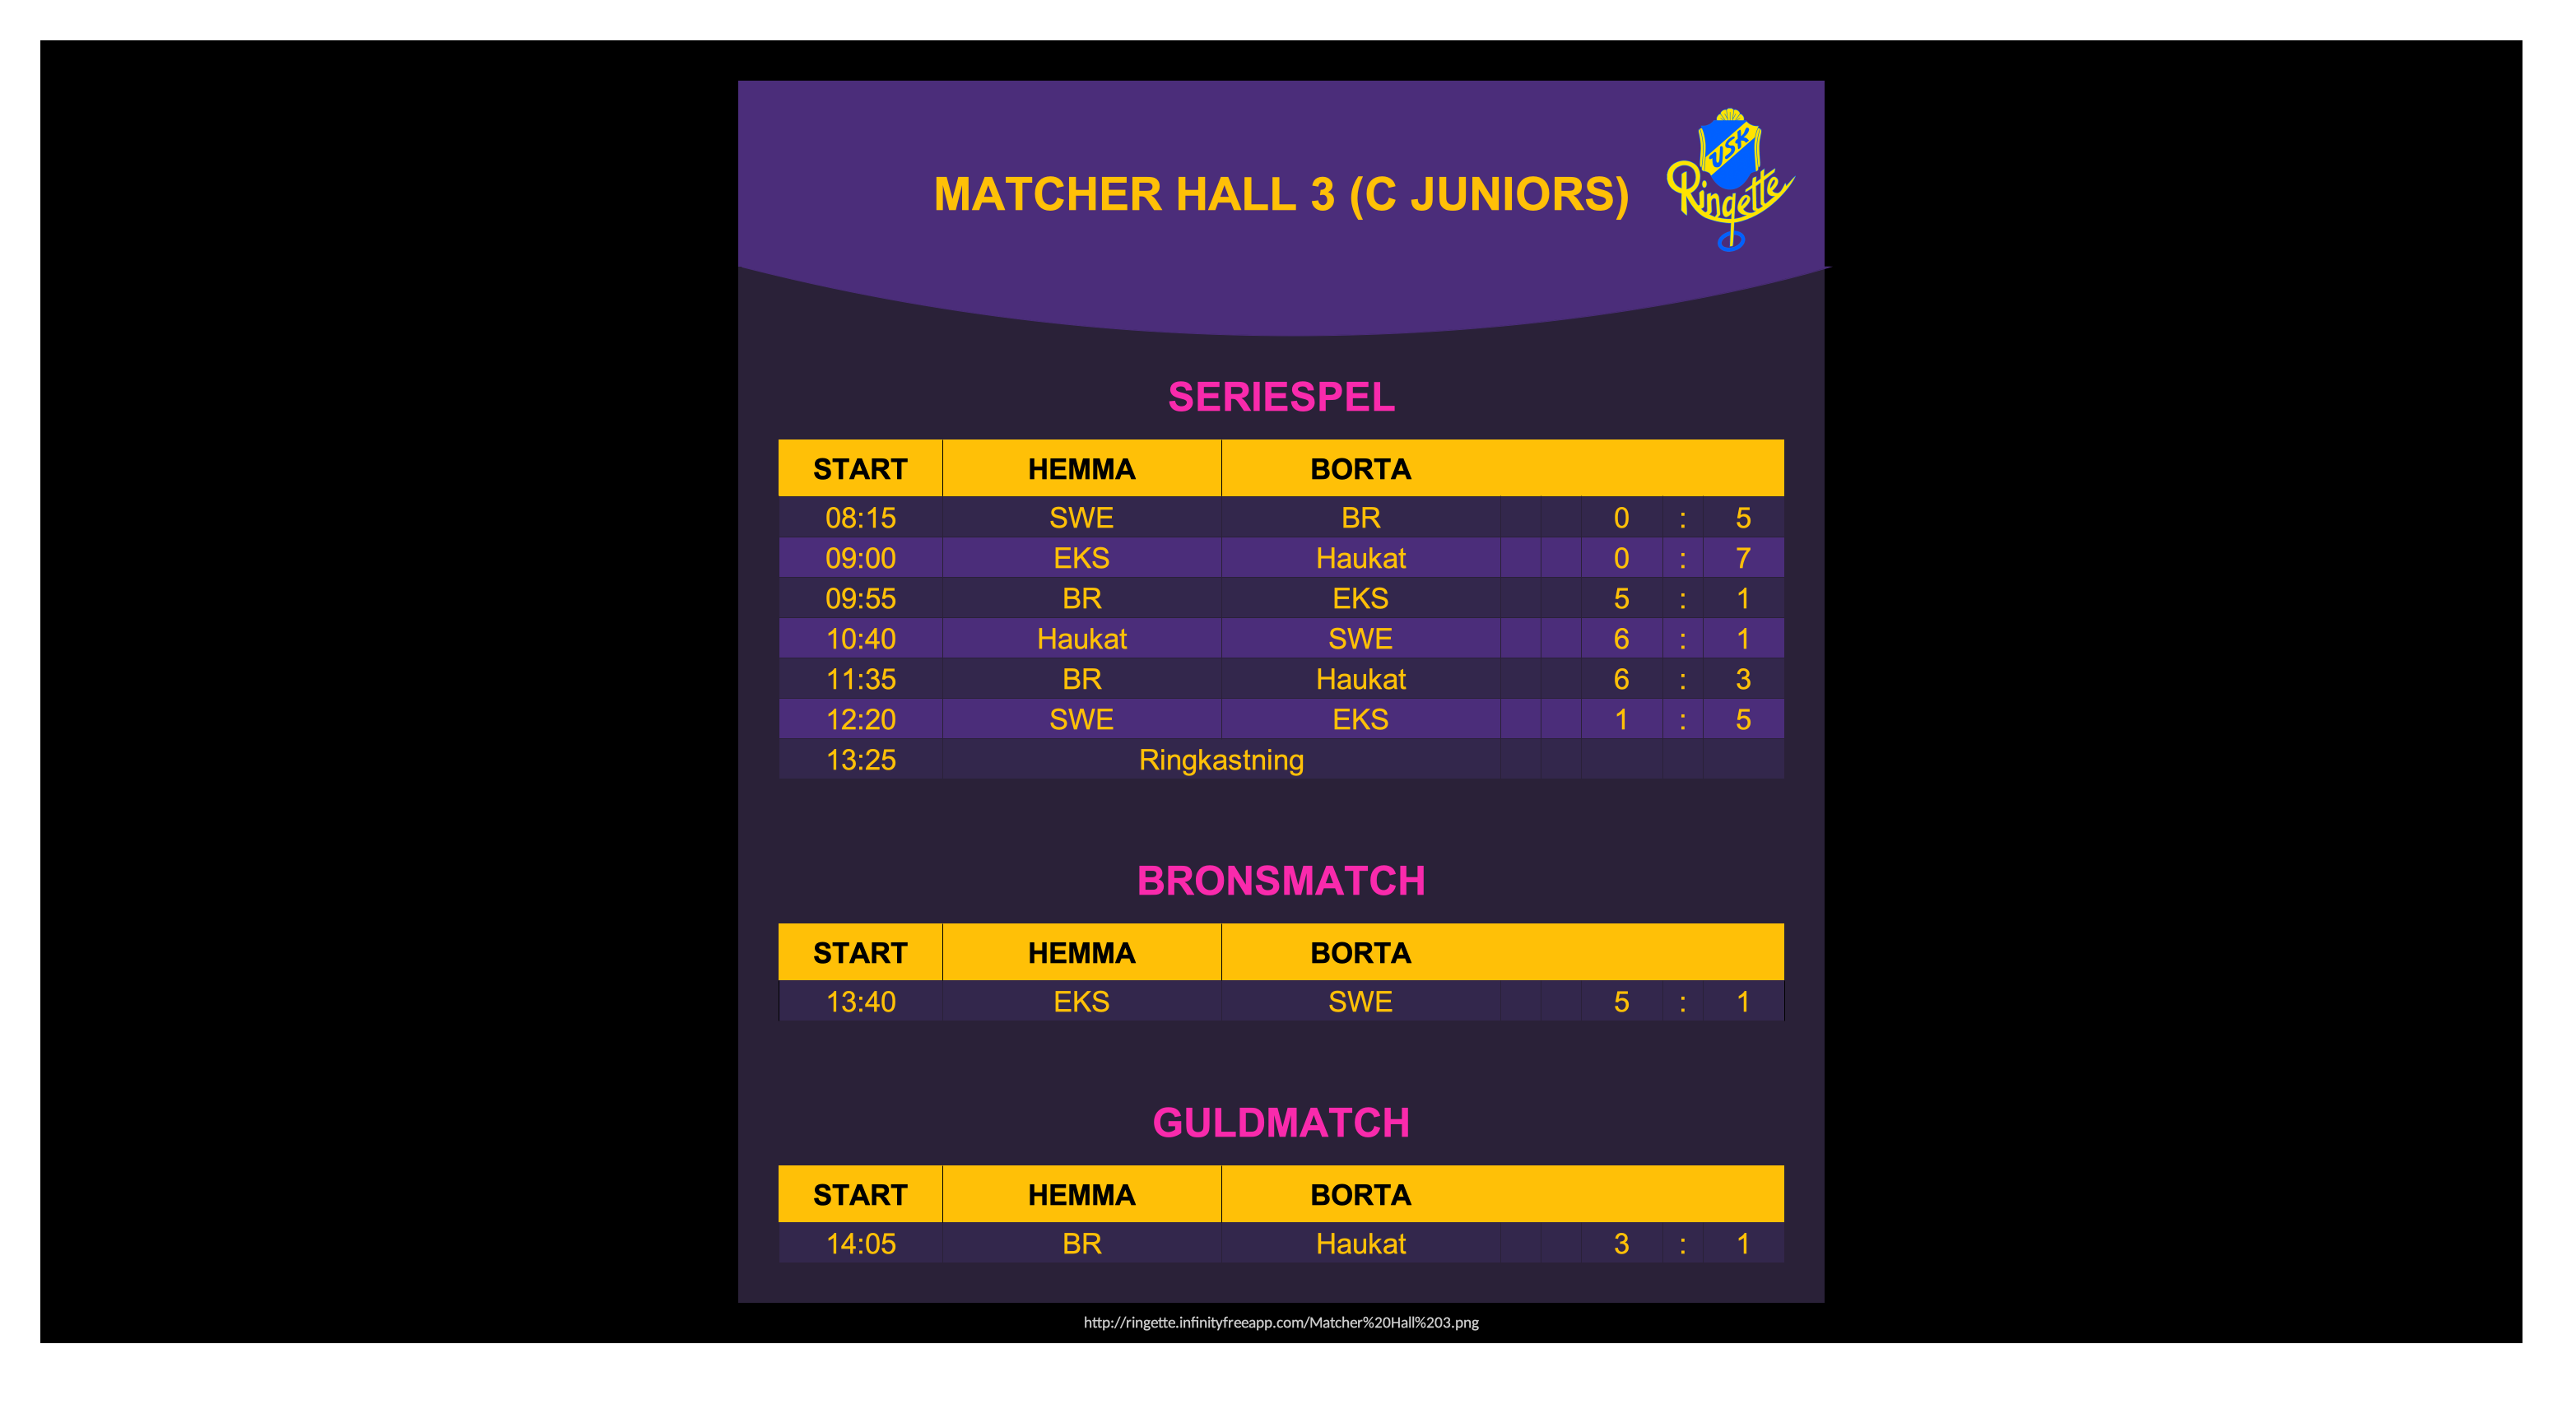 USK
Ringette
MATCHER HALL 3 (C JUNIORS)
SERIESPEL
START HEMMA BORTA
08:15 SWE BR 0 : 5
09:00 EKS Haukat 0 : 7
09:55 BR EKS 5 : 1
10:40 Haukat SWE 6 : 1
11:35 BR Haukat 6 : 3
12:20 SWE EKS 1 : 5
13:25 Ringkastning
BRONSMATCH
START HEMMA BORTA
13:40 EKS SWE 5 : 1
GULDMATCH
START HEMMA BORTA
14:05 BR Haukat 3 : 1
http://ringette.infinityfreeapp.com/Matcher%20Hall%203.png